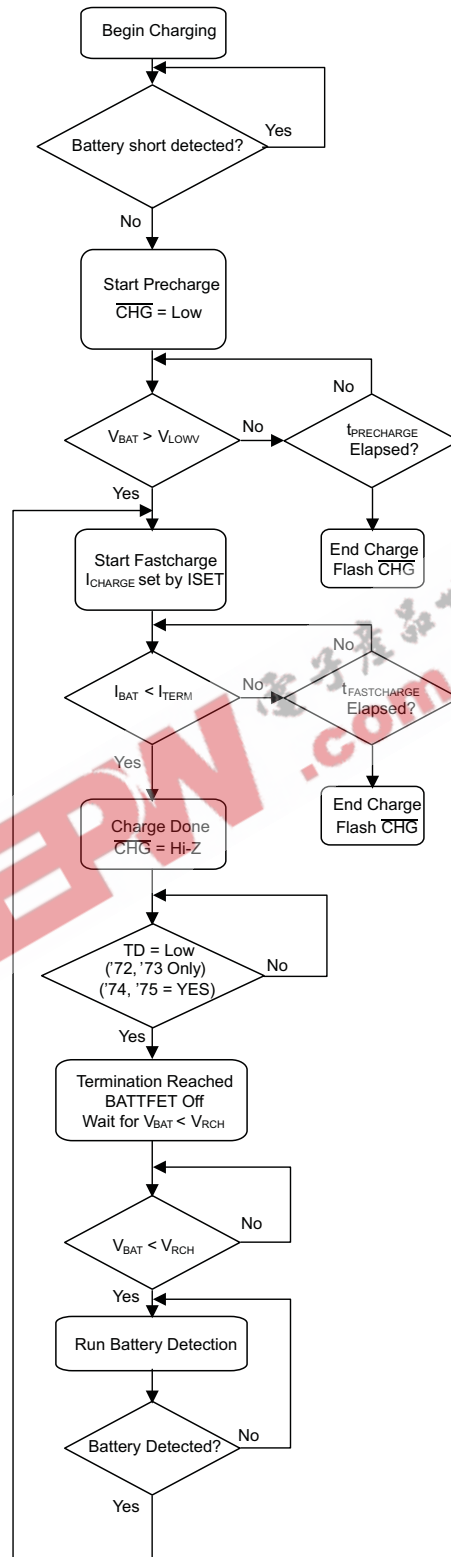 Begin Charging
Yes
Battery short detected?
No
Start Precharge
CHG = Low
No
VBAT > VLOWV
No
tPRECHARGE
Elapsed?
Yes
Start Fastcharge
ICHARGE set by ISET
End Charge
Flash CHG
No
IBAT < ITERM
No
tFASTCHARGE
Elapsed?
Yes
Charge Done
CHG = Hi-Z
End Charge
Flash CHG
TD = Low
('72, '73 Only)
('74, '75 = YES)
No
Yes
Termination Reached
BATTFET Off
Wait for VBAT < VRCH
No
VBAT < VRCH
Yes
Run Battery Detection
No
Battery Detected?
Yes
EPW
.com